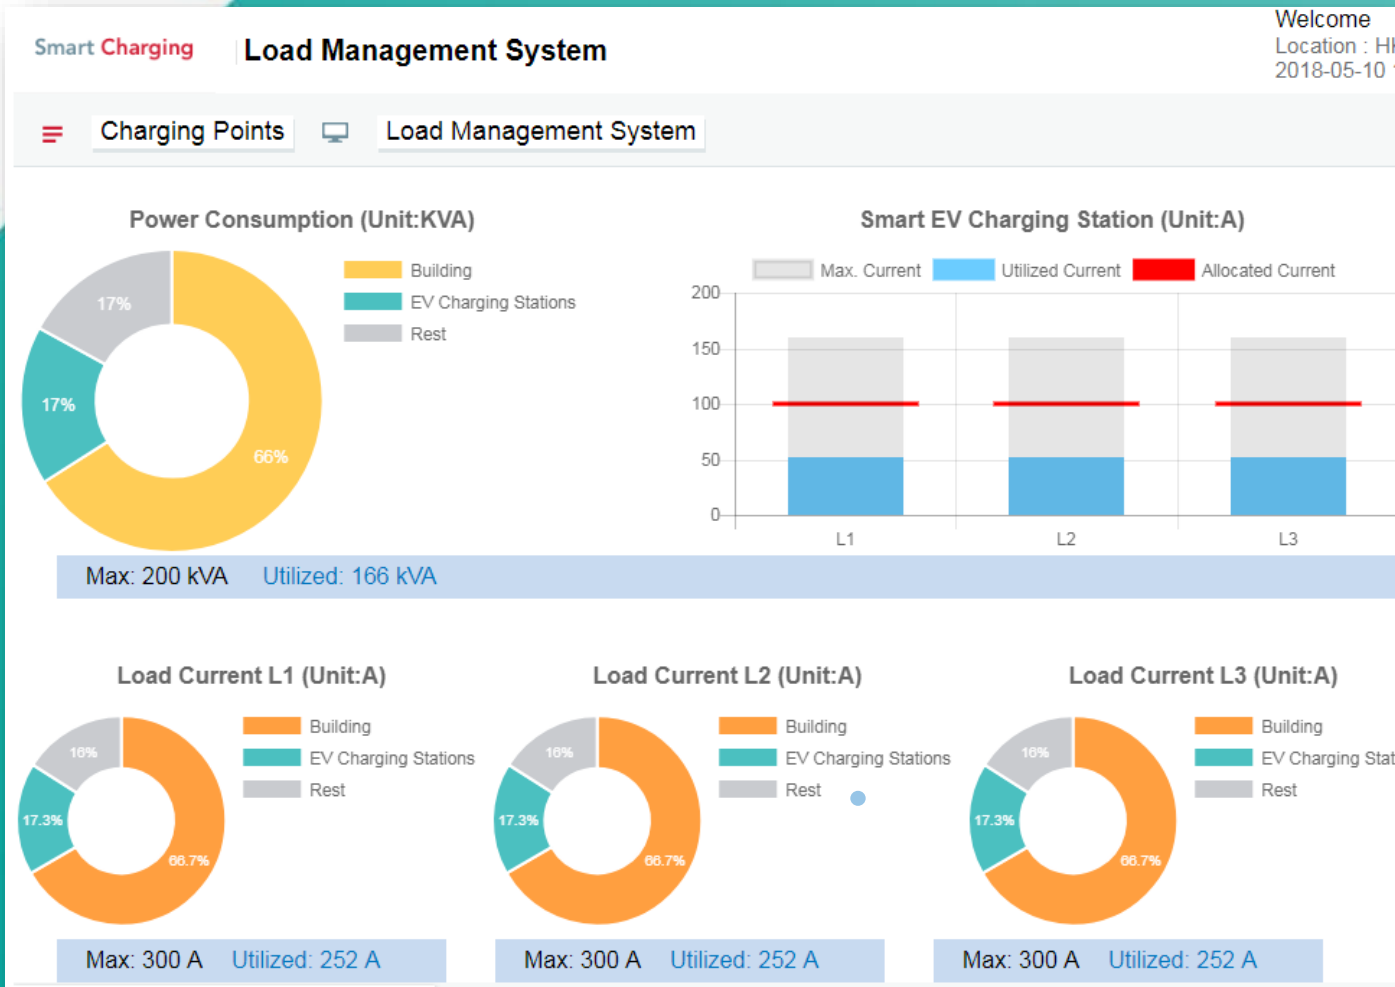 Smart Charging
Load Management System
Welcome
Location :
2018-05-10
Charging Points
Load Management System
Power Consumption (Unit:KVA)
Building
EV Charging Stations
Rest
17%
17%
66%
Max: 200 kVA Utilized: 166 kVA
Smart EV Charging Station (Unit:A)
Max. Current Utilized Current Allocated Current
200
150
100
50
0
L1 L2 L3
Load Current L1 (Unit:A)
Building
EV Charging Stations
Rest
16%
17.3%
66.7%
Max: 300 A Utilized: 252 A
Load Current L2 (Unit:A)
Building
EV Charging Stations
Rest
16%
17.3%
66.7%
Max: 300 A Utilized: 252 A
Load Current L3 (Unit:A)
Building
EV Charging Stat
Rest
16%
17.3%
66.7%
Max: 300 A Utilized: 252 A